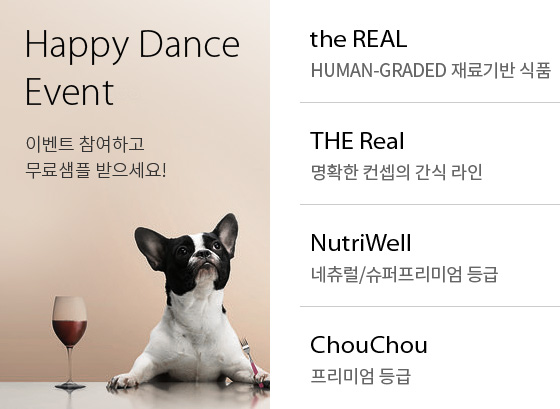 Happy Dance
Event
이벤트 참여하고
무료샘플 받으세요!
the REAL
HUMAN-GRADED 재료기반 식품
THE Real
명확한 컨셉의 간식 라인
NutriWell
네츄럴/슈퍼프리미엄 등급
ChouChou
프리미엄 등급